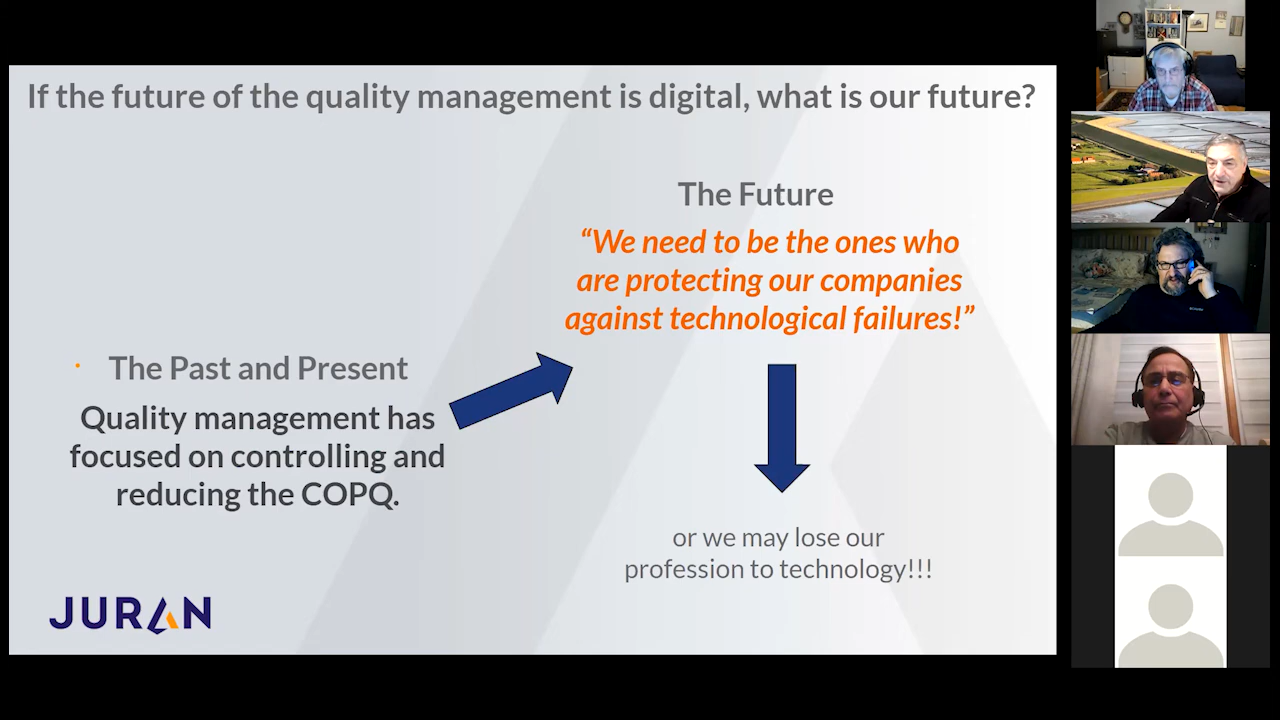 If the future of the quality management is digital, what is our future?
The Future
“We need to be the ones who
are protecting our companies
against technological failures!”
The Past and Present
Quality management has
focused on controlling and
reducing the COPQ.
or we may lose our
profession to technology!!!
JURAN